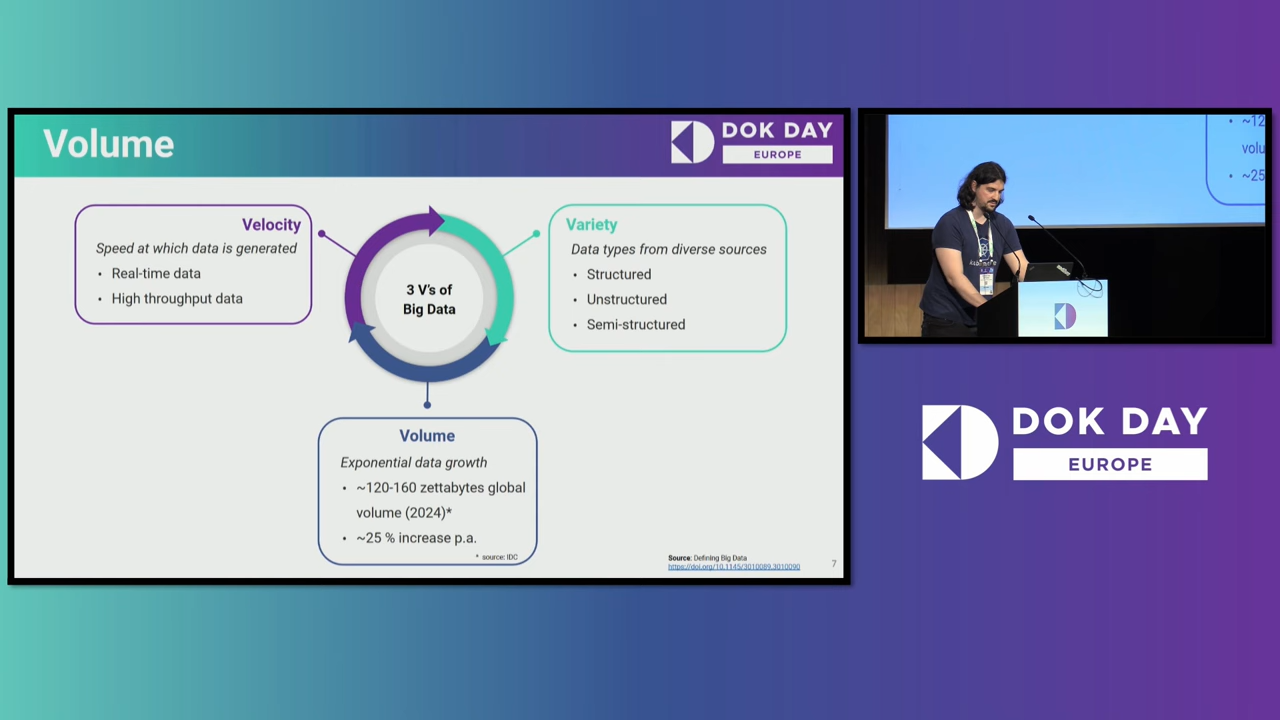 Volume
DOK DAY
EUROPE
Velocity
Speed at which data is generated
• Real-time data
• High throughput data
3 V's of
Big Data
Variety
Data types from diverse sources
• Structured
• Unstructured
• Semi-structured
Volume
Exponential data growth
• ~120-160 zettabytes global
volume (2024)*
• ~25 % increase p.a.
* source: IDC
Source: Defining Big Data
https://doi.org/10.1145/3010089.3010090
7
• ~12
volu
• ~25
DOK DAY
EUROPE